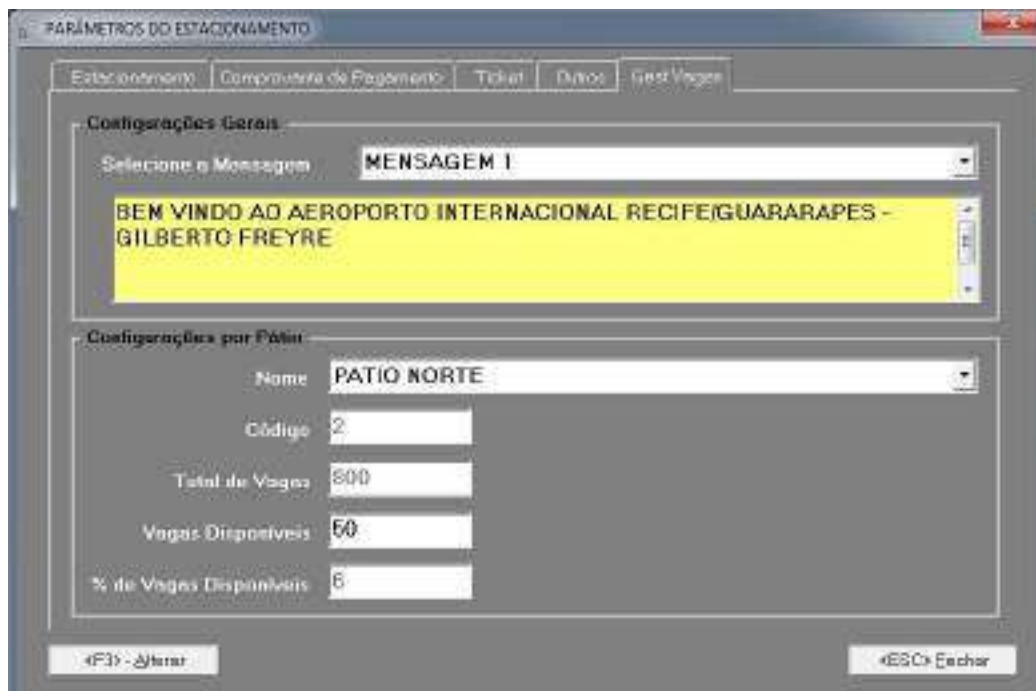 PARÂMETROS DO ESTACIONAMENTO
Estacionamento Comprovante de Pagamento Ticket Outros Gest Vagas
Configurações Gerais
Selecione a Mensagem MENSAGEM 1
BEM VINDO AO AEROPORTO INTERNACIONAL RECIFE/GUARARAPES -
GILBERTO FREYRE
Configurações por Pátio
Nome PATIO NORTE
Código 2
Total de Vagas 800
Vagas Disponíveis 50
% de Vagas Disponíveis 6
<F3> - Alterar <ESC> Fechar